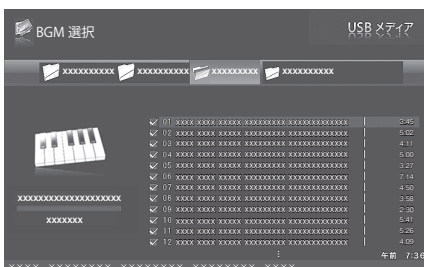 BGM 選択
USB メディア
xxxxxxxxxx xxxxxxxxxx xxxxxxxxx xxxxxxxxxx
01 xxxx xxxx xxxxx xxxxxxxxx xxxxxxxxxxxxx 3:45
02 xxxx xxxx xxxxx xxxxxxxxx xxxxxxxxxxxxx 5:02
03 xxxx xxxx xxxxx xxxxxxxxx xxxxxxxxxxxxx 4:11
04 xxxx xxxx xxxxx xxxxxxxxx xxxxxxxxxxxxx 5:00
05 xxxx xxxx xxxxx xxxxxxxxx xxxxxxxxxxxxx 3:27
06 xxxx xxxx xxxxx xxxxxxxxx xxxxxxxxxxxxx 7:14
07 xxxx xxxx xxxxx xxxxxxxxx xxxxxxxxxxxxx 4:50
08 xxxx xxxx xxxxx xxxxxxxxx xxxxxxxxxxxxx 3:58
09 xxxx xxxx xxxxx xxxxxxxxx xxxxxxxxxxxxx 2:30
10 xxxx xxxx xxxxx xxxxxxxxx xxxxxxxxxxxxx 5:41
11 xxxx xxxx xxxxx xxxxxxxxx xxxxxxxxxxxxx 5:26
12 xxxx xxxx xxxxx xxxxxxxxx xxxxxxxxxxxxx 4:09
xxxxxxxxxxxxxxxxxxxx
xxxxxxx
午前 7:36